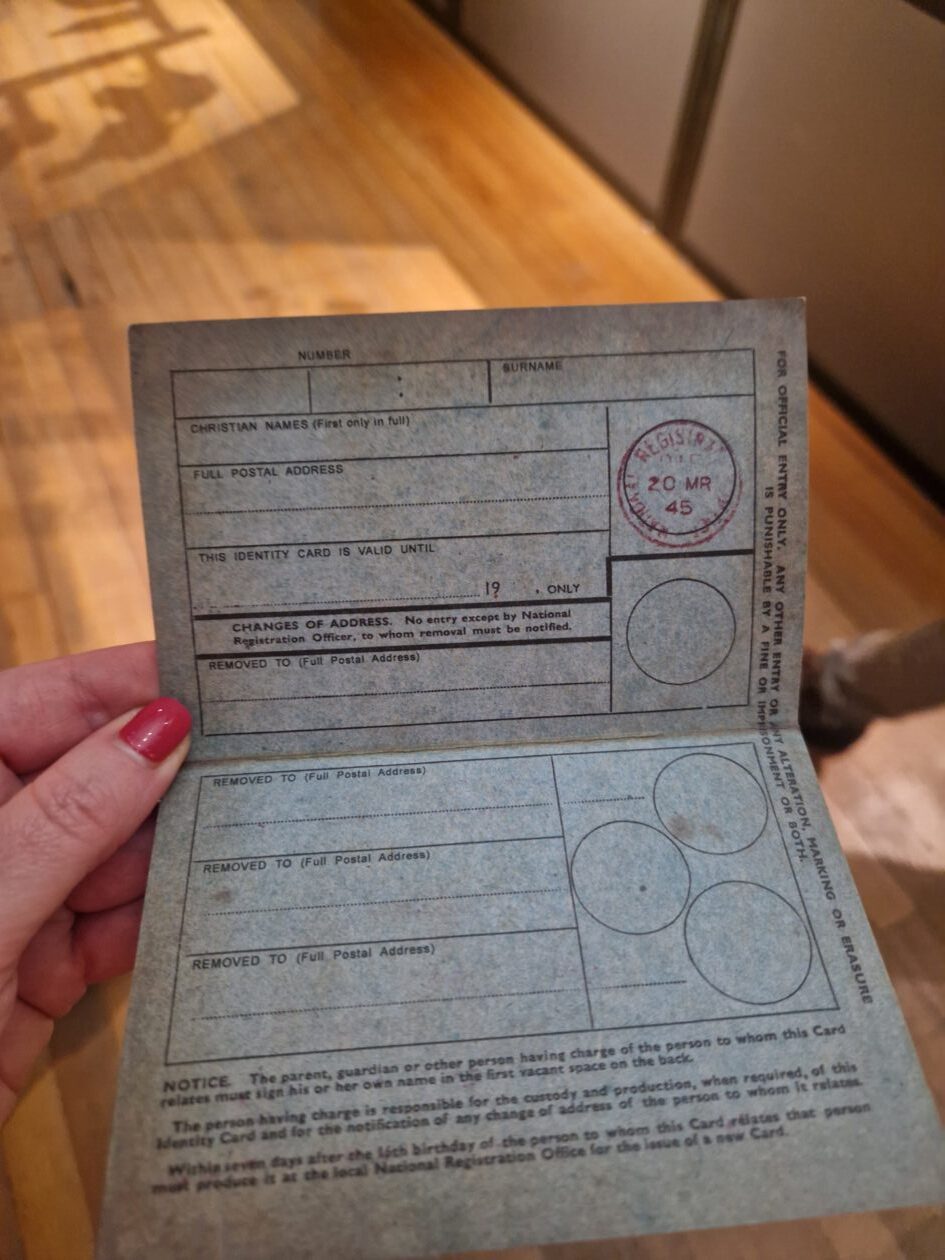 NUMBER
SURNAME
:
CHRISTIAN NAMES (First only in full)
FULL POSTAL ADDRESS
20 MR
45
THIS IDENTITY CARD IS VALID UNTIL
19 , ONLY
CHANGES OF ADDRESS. No entry except by National
Registration Officer, to whom removal must be notified.
REMOVED TO (Full Postal Address)
FOR OFFICIAL ENTRY ONLY. ANY OTHER ENTRY OR ANY ALTERATION, MARKING OR ERASURE
IS PUNISHABLE BY A FINE OR IMPRISONMENT OR BOTH.
REMOVED TO (Full Postal Address)
REMOVED TO (Full Postal Address)
REMOVED TO (Full Postal Address)
NOTICE. The parent, guardian or other person having charge of the person to whom this Card
relates must sign his or her own name in the first vacant space on the back.
The person having charge is responsible for the custody and production, when required, of this
Identity Card and for the notification of any change of address of the person to whom it relates.
Within seven days after the 16th birthday of the person to whom this Card relates that person
must produce it at the local National Registration Office for the issue of a new Card.